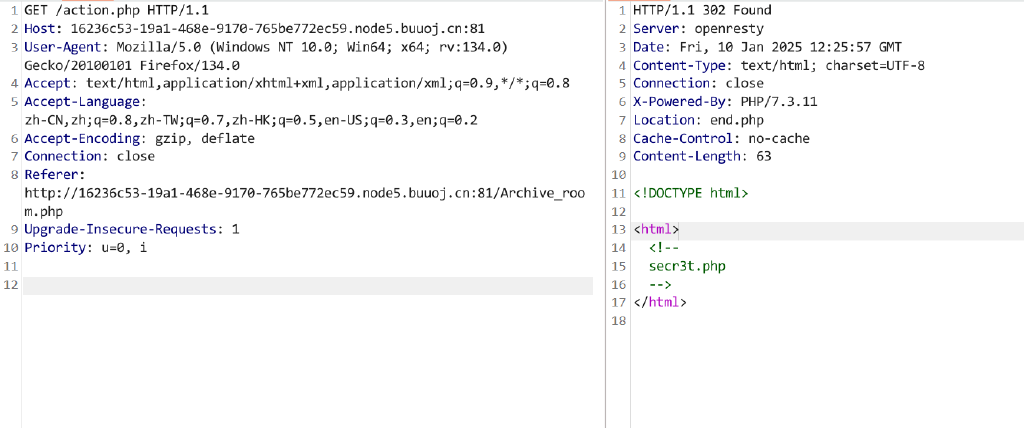 1 GET /action.php HTTP/1.1
2 Host: 16236c53-19a1-468e-9170-765be772ec59.node5.buuoj.cn:81
3 User-Agent: Mozilla/5.0 (Windows NT 10.0; Win64; x64; rv:134.0)
Gecko/20100101 Firefox/134.0
4 Accept: text/html,application/xhtml+xml,application/xml;q=0.9,*/*;q=0.8
5 Accept-Language:
zh-CN,zh;q=0.8,zh-TW;q=0.7,zh-HK;q=0.5,en-US;q=0.3,en;q=0.2
6 Accept-Encoding: gzip, deflate
7 Connection: close
8 Referer:
http://16236c53-19a1-468e-9170-765be772ec59.node5.buuoj.cn:81/Archive_roo
m.php
9 Upgrade-Insecure-Requests: 1
10 Priority: u=0, i
11
12
1 HTTP/1.1 302 Found
2 Server: openresty
3 Date: Fri, 10 Jan 2025 12:25:57 GMT
4 Content-Type: text/html; charset=UTF-8
5 Connection: close
6 X-Powered-By: PHP/7.3.11
7 Location: end.php
8 Cache-Control: no-cache
9 Content-Length: 63
10
11 <!DOCTYPE html>
12
13 <html>
14 <!--
15 secr3t.php
16 -->
17 </html>
18